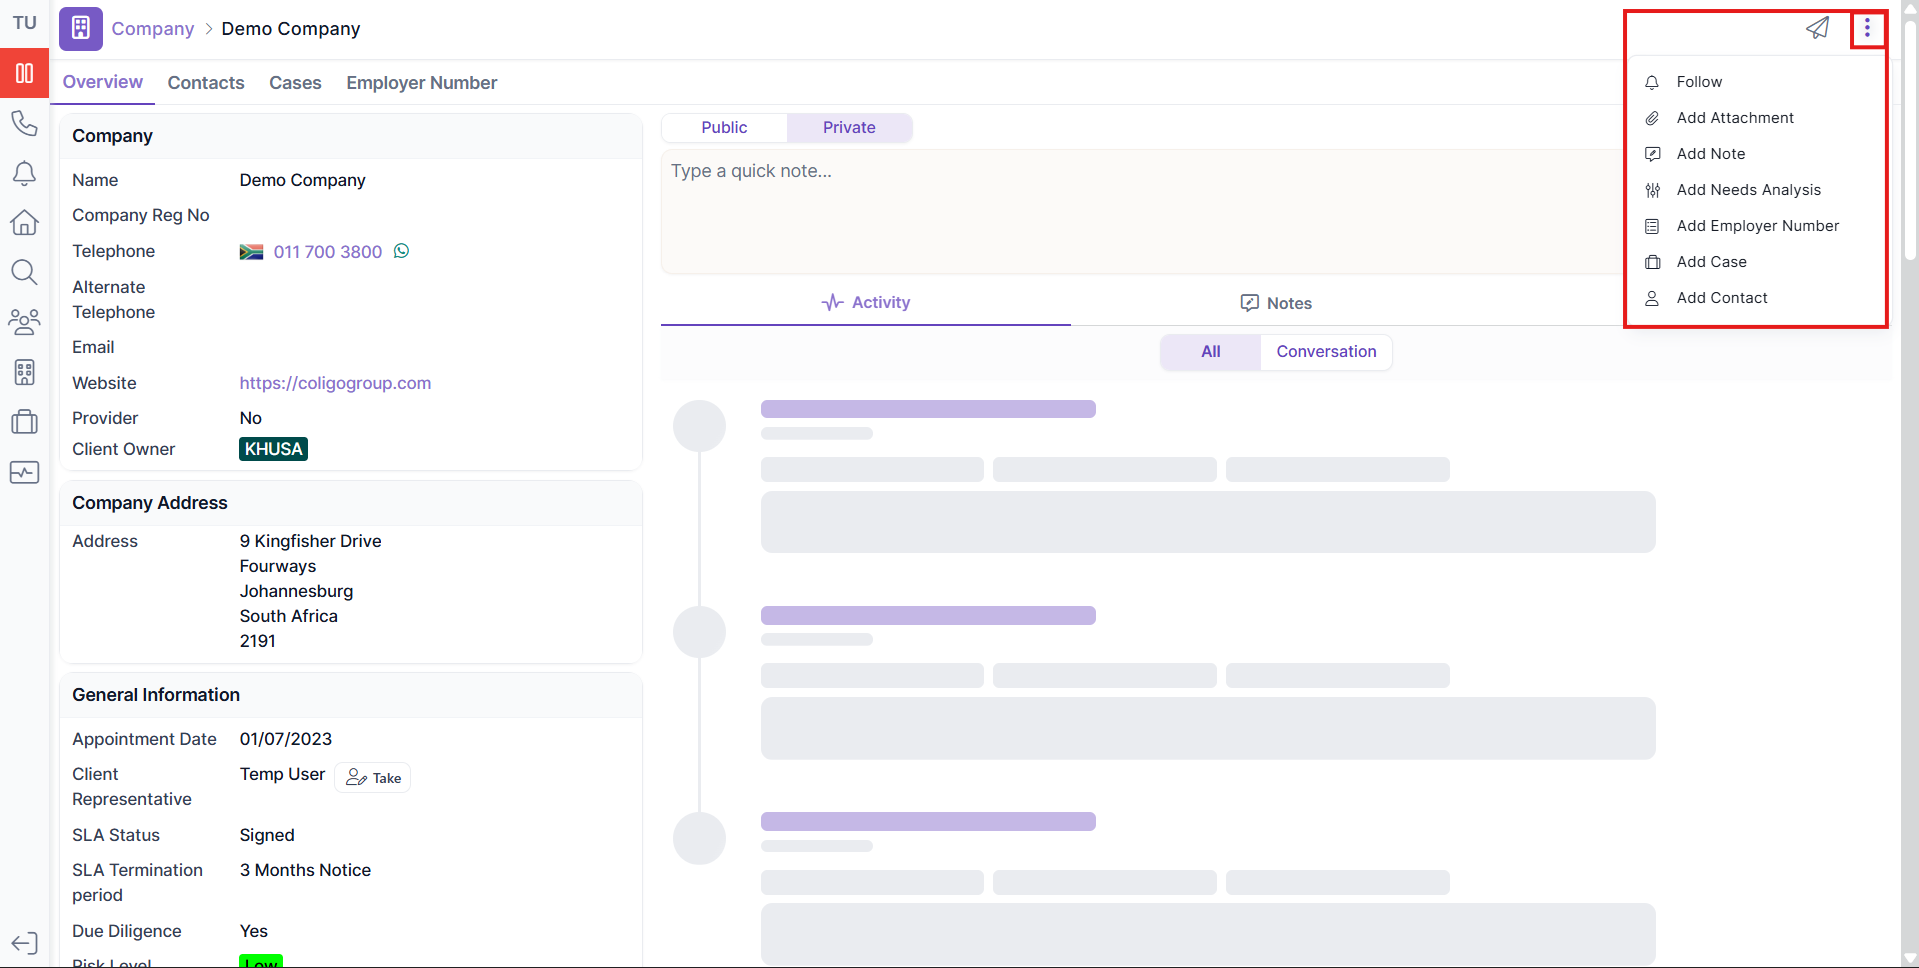 TU
Company > Demo Company
Overview Contacts Cases Employer Number
Company
Name Demo Company
Company Reg No
Telephone 011 700 3800
Alternate
Telephone
Email
Website https://coligogroup.com
Provider No
Client Owner KHUSA
Company Address
Address 9 Kingfisher Drive
Fourways
Johannesburg
South Africa
2191
General Information
Appointment Date 01/07/2023
Client
Representative Temp User Take
SLA Status Signed
SLA Termination
period 3 Months Notice
Due Diligence Yes
Risk Level Low
Public Private
Type a quick note...
Activity Notes
All Conversation
Follow
Add Attachment
Add Note
Add Needs Analysis
Add Employer Number
Add Case
Add Contact